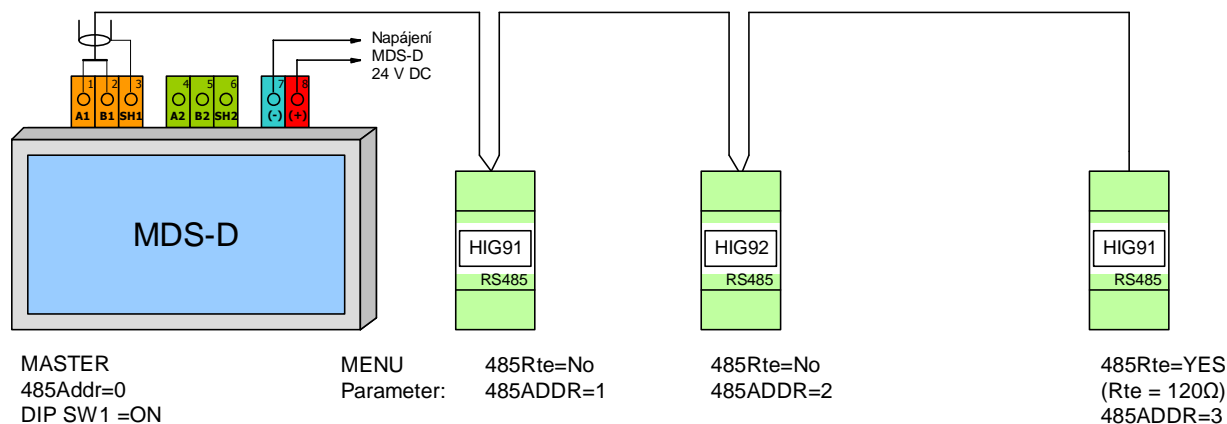 Napájení
MDS-D
24 V DC
1 2 3 4 5 6 7 8
A1 B1 SH1 A2 B2 SH2 (-) (+)
MDS-D
HIG91
RS485
HIG92
RS485
HIG91
RS485
MASTER
485Addr=0
DIP SW1 =ON
MENU
Parameter:
485Rte=No
485ADDR=1
485Rte=No
485ADDR=2
485Rte=YES
(Rte = 120Ω)
485ADDR=3